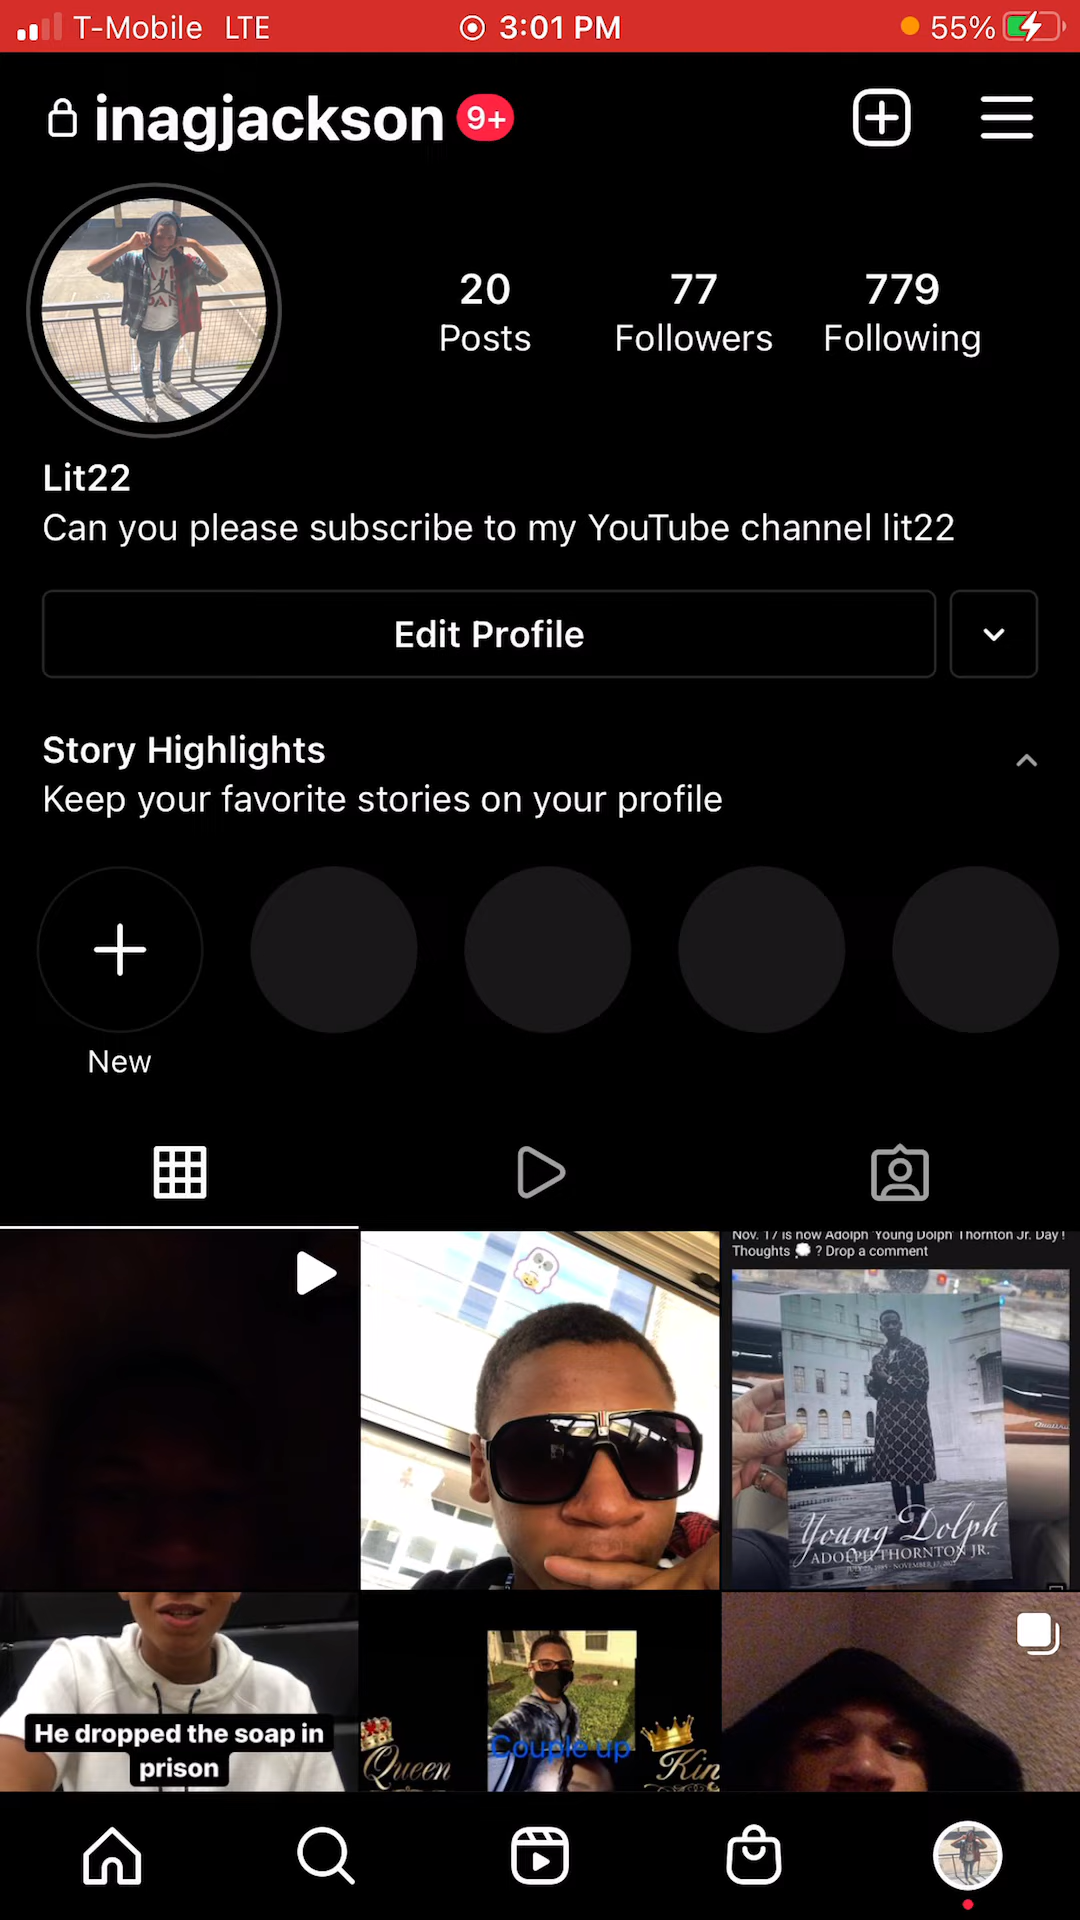 T-Mobile LTE 3:01 PM 55%
inagjackson 9+
20 77 779
Posts Followers Following
Lit22
Can you please subscribe to my YouTube channel lit22
Edit Profile
Story Highlights
Keep your favorite stories on your profile
New
Nov. 17 is now Adolph 'Young Dolph' Thornton Jr. Day!
Thoughts 💭 ? Drop a comment
Young Dolph
ADOLPH THORNTON JR.
He dropped the soap in
prison
Couple up
Queen
Kin